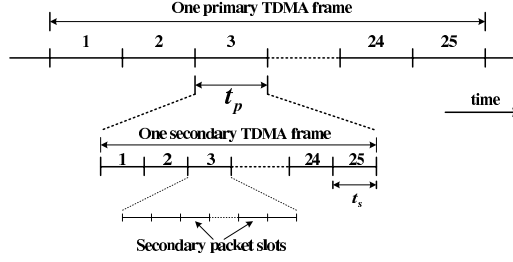 One primary TDMA frame
1 2 3 24 25
t_p
time
One secondary TDMA frame
1 2 3 24 25
t_s
Secondary packet slots